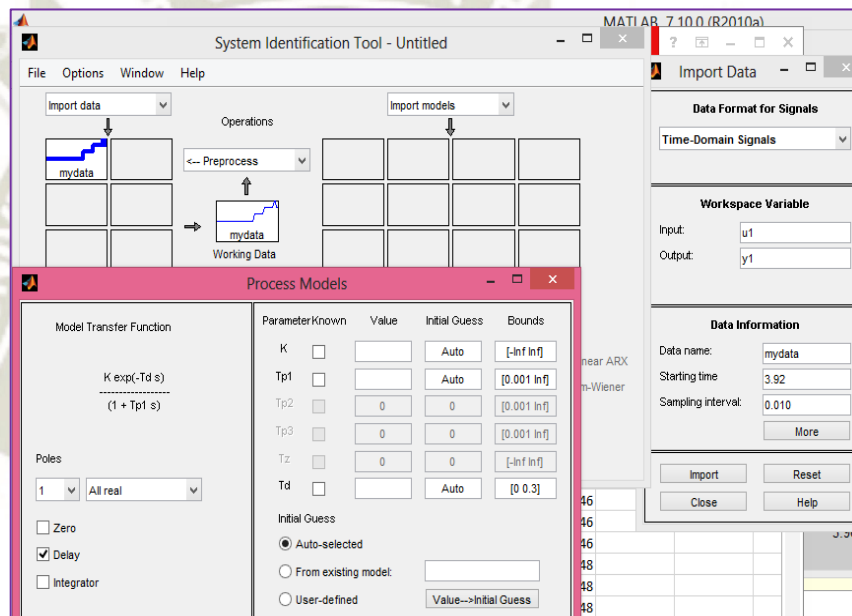 MATLAB 7.10.0 (R2010a)
System Identification Tool - Untitled
File Options Window Help
Import data
Operations
Import models
<-- Preprocess
mydata
mydata
Working Data
near ARX
m-Wiener
Import Data
Data Format for Signals
Time-Domain Signals
Workspace Variable
Input: u1
Output: y1
Data Information
Data name: mydata
Starting time 3.92
Sampling interval: 0.010
More
Import Reset
Close Help
Process Models
Model Transfer Function
K exp(-Td s)
------------------
(1 + Tp1 s)
Poles
1 All real
Zero
Delay
Integrator
Parameter Known Value Initial Guess Bounds
K Auto [-Inf Inf]
Tp1 Auto [0.001 Inf]
Tp2 0 0 [0.001 Inf]
Tp3 0 0 [0.001 Inf]
Tz 0 0 [-Inf Inf]
Td Auto [0 0.3]
Initial Guess
Auto-selected
From existing model:
User-defined Value-->Initial Guess
46
46
46
48
48
48